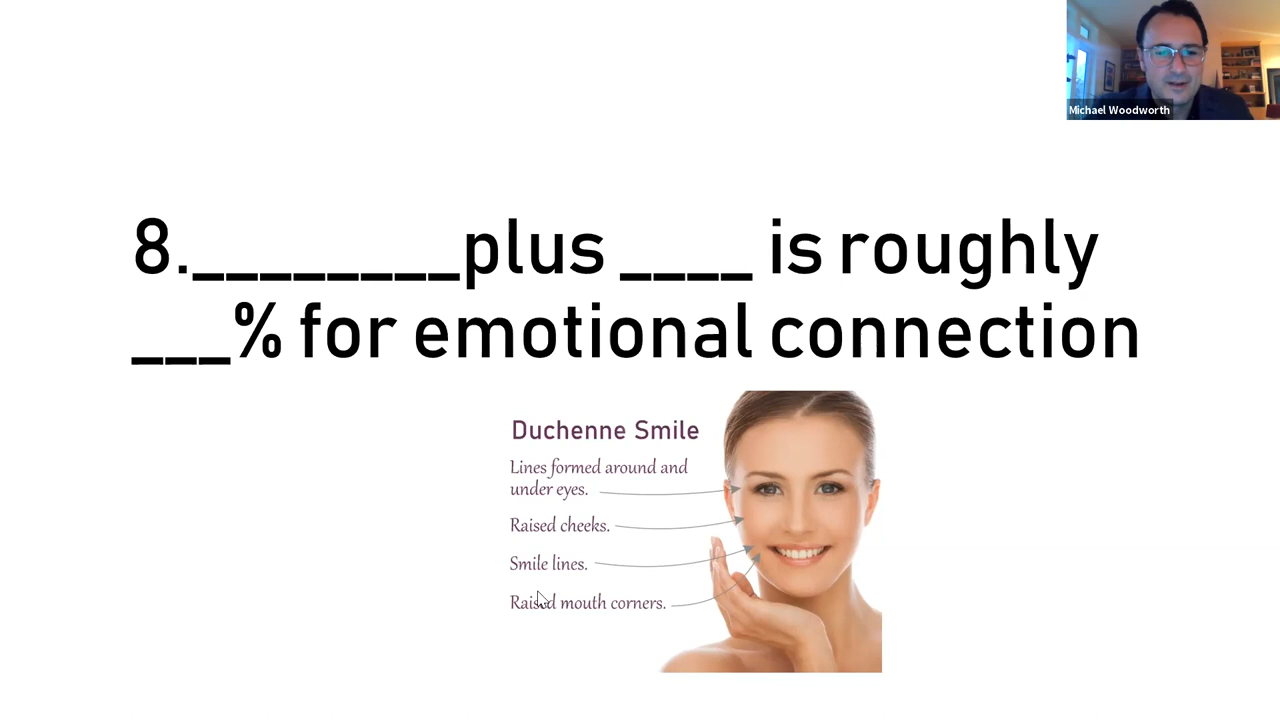 Michael Woodworth
8.________plus ____ is roughly
___% for emotional connection
Duchenne Smile
Lines formed around and
under eyes.
Raised cheeks.
Smile lines.
Raised mouth corners.